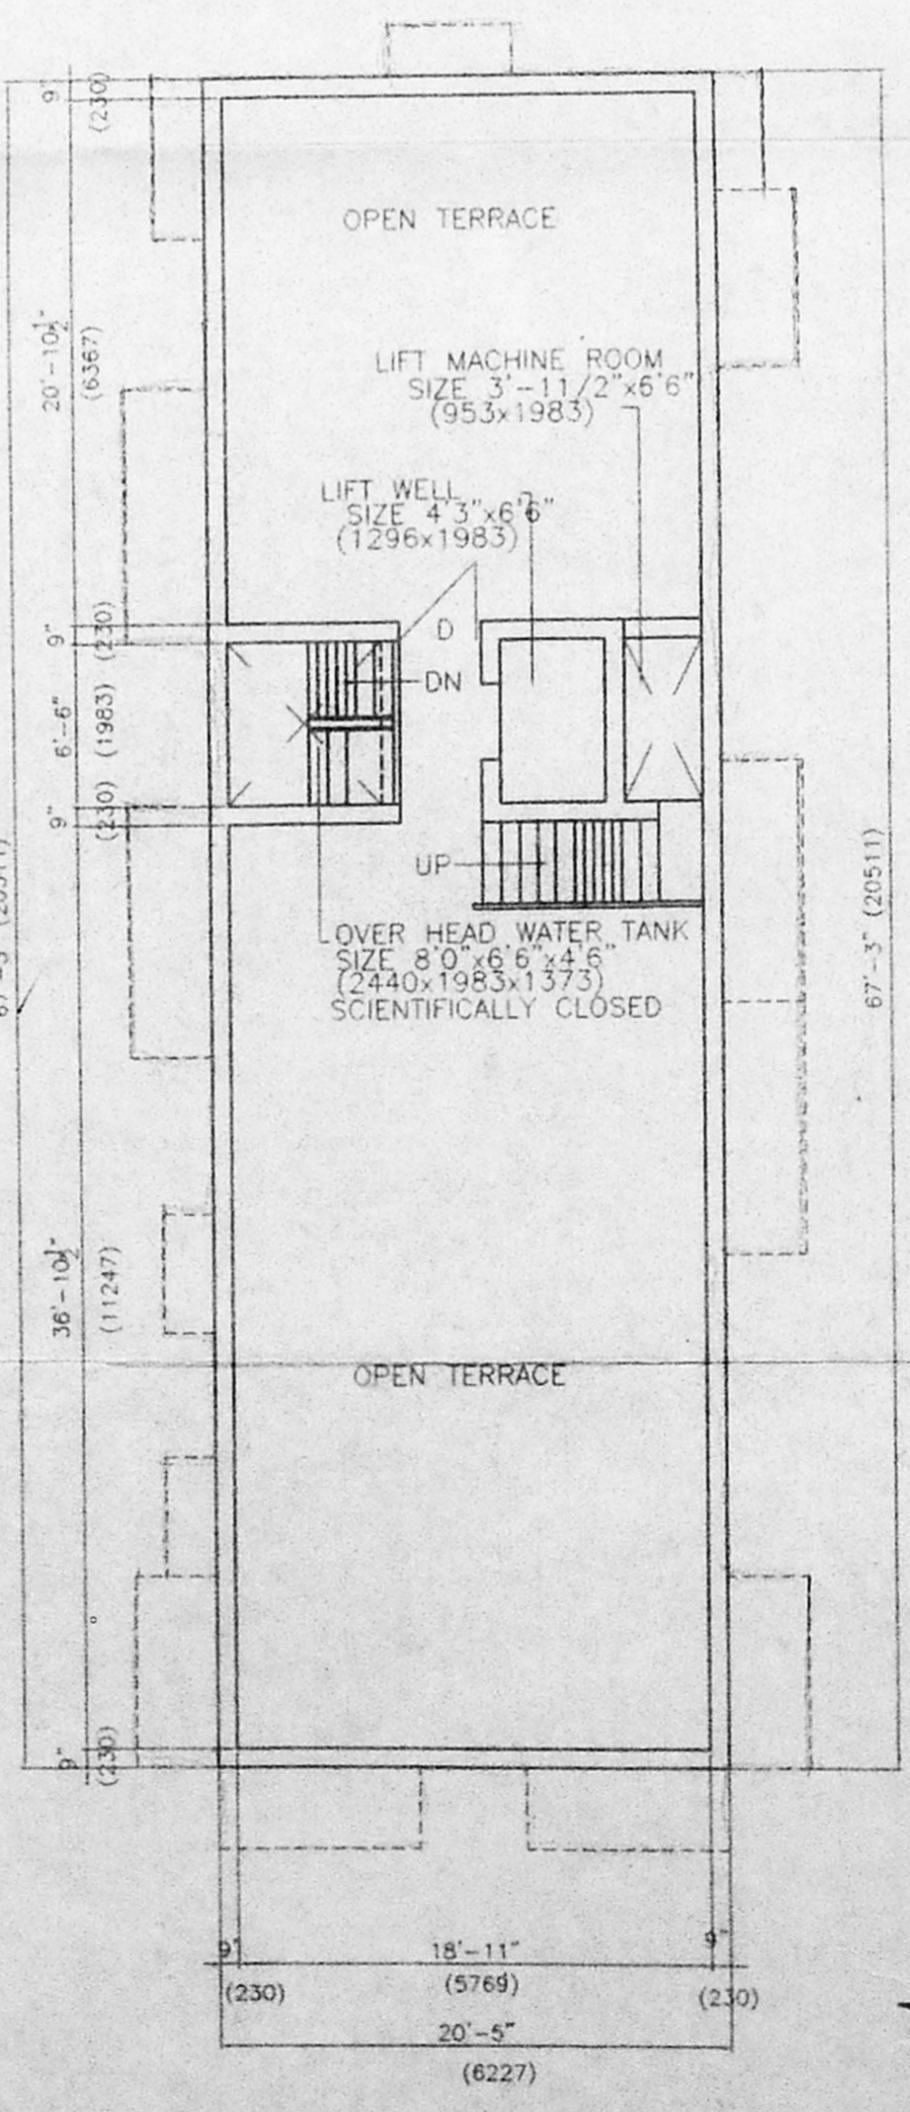 9"
(230)
OPEN TERRACE
20'-10½"
(6367)
LIFT MACHINE ROOM
SIZE 3'-11/2"x6'6"
(953x1983)
LIFT WELL
SIZE 4'3"x6'6"
(1296x1983)
9"
(230)
D
DN
6'-6"
(1983)
9"
(230)
UP
67'-3" (20511)
OVER HEAD WATER TANK
SIZE 8'0"x6'6"x4'6"
(2440x1983x1373)
SCIENTIFICALLY CLOSED
36'-10½"
(11247)
OPEN TERRACE
9"
(230)
9"
18'-11"
9"
(230)
(5769)
(230)
20'-5"
(6227)